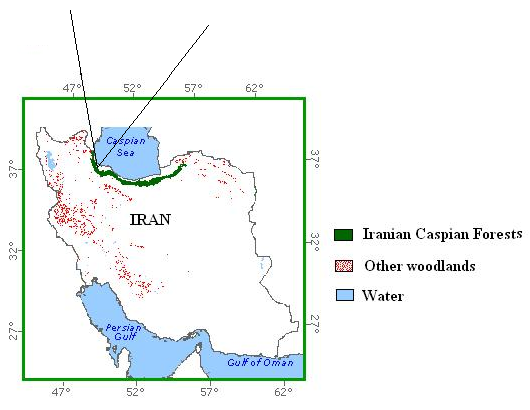 47° 52° 57° 62°
Caspian
Sea
37° 37°
IRAN
Iranian Caspian Forests
32° 32°
Other woodlands
Water
27° 27°
Persian
Gulf
Gulf of Oman
47° 52° 57° 62°